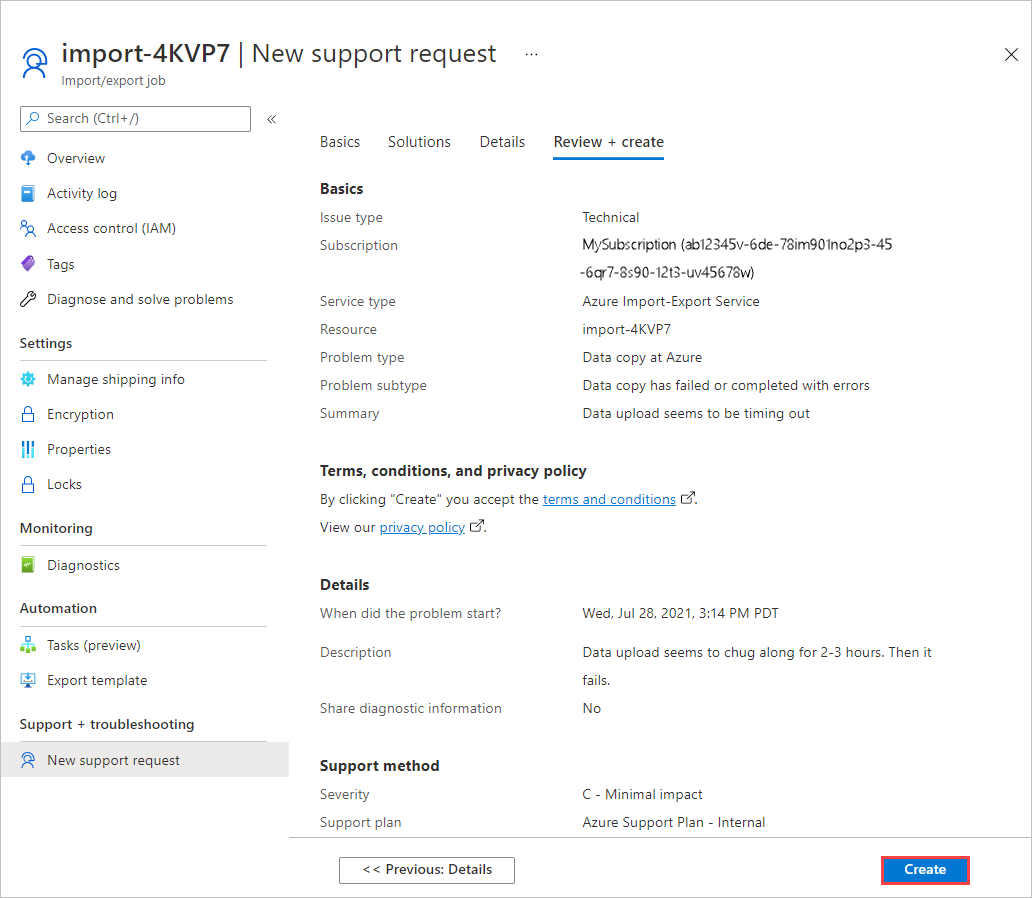 import-4KVP7 | New support request ...
Import/export job
Search (Ctrl+/) «
Overview
Activity log
Access control (IAM)
Tags
Diagnose and solve problems
Settings
Manage shipping info
Encryption
Properties
Locks
Monitoring
Diagnostics
Automation
Tasks (preview)
Export template
Support + troubleshooting
New support request
Basics Solutions Details Review + create
Basics
Issue type Technical
Subscription MySubscription (ab12345v-6de-78im901no2p3-45
-6qr7-8s90-12t3-uv45678w)
Service type Azure Import-Export Service
Resource import-4KVP7
Problem type Data copy at Azure
Problem subtype Data copy has failed or completed with errors
Summary Data upload seems to be timing out
Terms, conditions, and privacy policy
By clicking "Create" you accept the terms and conditions.
View our privacy policy.
Details
When did the problem start? Wed, Jul 28, 2021, 3:14 PM PDT
Description Data upload seems to chug along for 2-3 hours. Then it
fails.
Share diagnostic information No
Support method
Severity C - Minimal impact
Support plan Azure Support Plan - Internal
<< Previous: Details Create